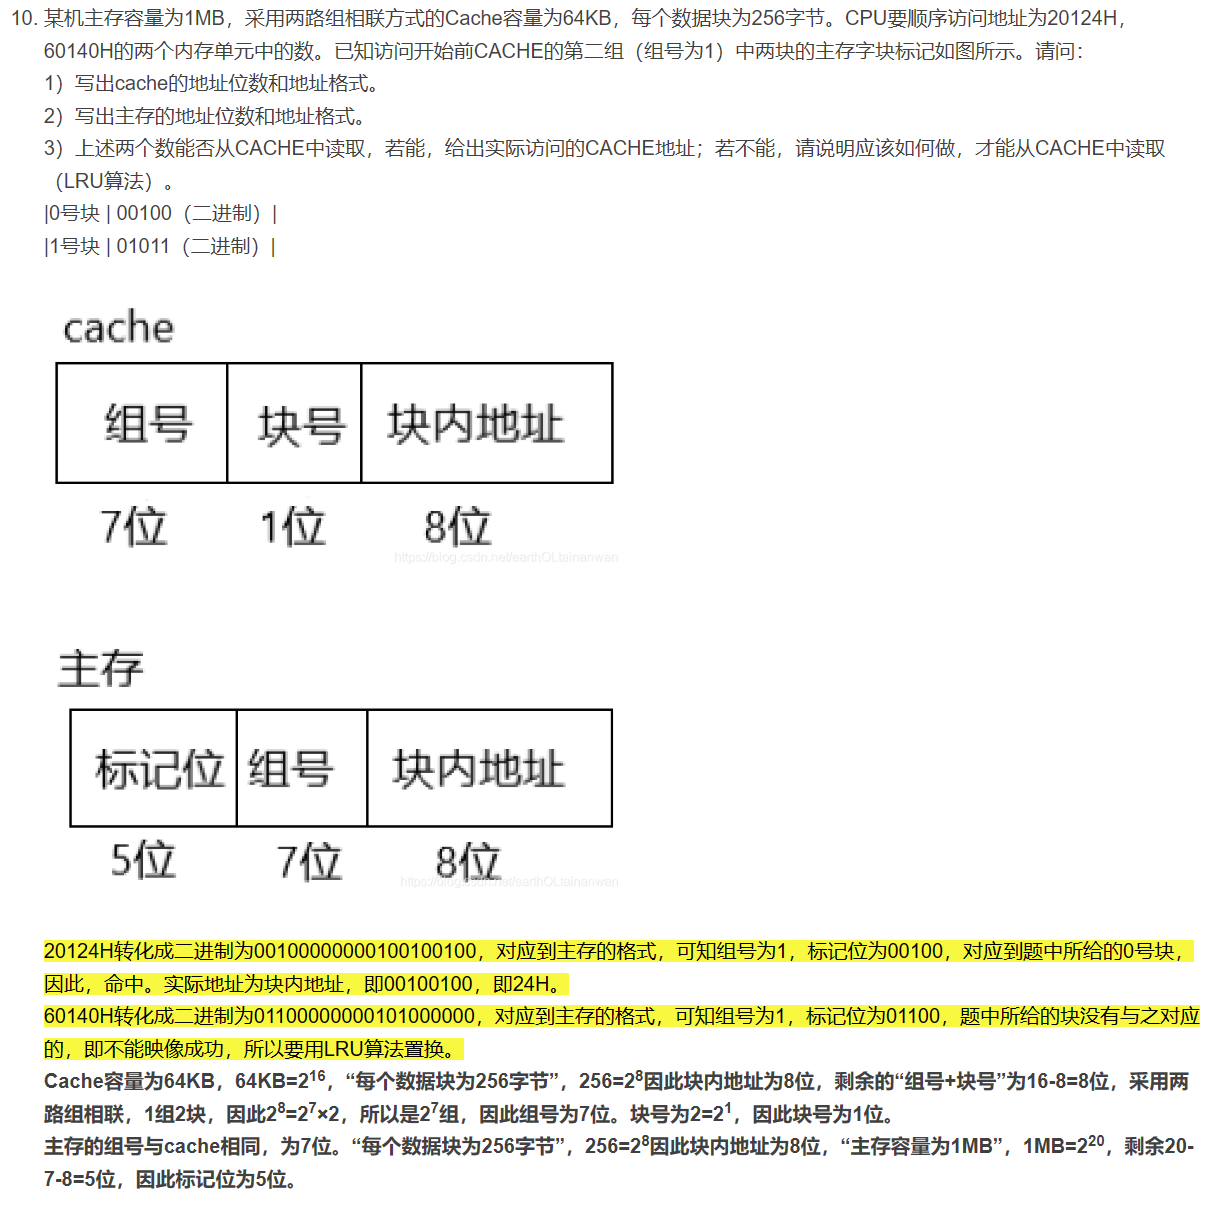 10. 某机主存容量为1MB，采用两路组相联方式的Cache容量为64KB，每个数据块为256字节。CPU要顺序访问地址为20124H，
60140H的两个内存单元中的数。已知访问开始前CACHE的第二组（组号为1）中两块的主存字块标记如图所示。请问：
1）写出cache的地址位数和地址格式。
2）写出主存的地址位数和地址格式。
3）上述两个数能否从CACHE中读取，若能，给出实际访问的CACHE地址；若不能，请说明应该如何做，才能从CACHE中读取
（LRU算法）。
|0号块 | 00100（二进制）|
|1号块 | 01011（二进制）|
cache
组号 块号 块内地址
7位 1位 8位
https://blog.csdn.net/earthOLtainanwan
主存
标记位 组号 块内地址
5位 7位 8位
https://blog.csdn.net/earthOLtainanwan
20124H转化成二进制为00100000000100100100，对应到主存的格式，可知组号为1，标记位为00100，对应到题中所给的0号块，
因此，命中。实际地址为块内地址，即00100100，即24H。
60140H转化成二进制为01100000000101000000，对应到主存的格式，可知组号为1，标记位为01100，题中所给的块没有与之对应
的，即不能映像成功，所以要用LRU算法置换。
Cache容量为64KB，64KB=2¹⁶，“每个数据块为256字节”，256=2⁸因此块内地址为8位，剩余的“组号+块号”为16-8=8位，采用两
路组相联，1组2块，因此2⁸=2⁷×2，所以是2⁷组，因此组号为7位。块号为2=2¹，因此块号为1位。
主存的组号与cache相同，为7位。“每个数据块为256字节”，256=2⁸因此块内地址为8位，“主存容量为1MB”，1MB=2²⁰，剩余20-
7-8=5位，因此标记位为5位。